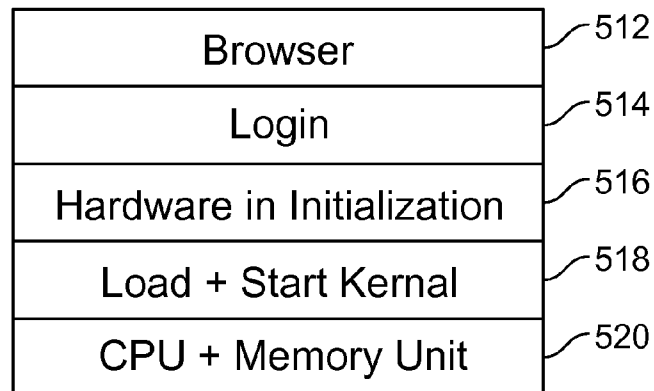 Browser 512
Login 514
Hardware in Initialization 516
Load + Start Kernal 518
CPU + Memory Unit 520